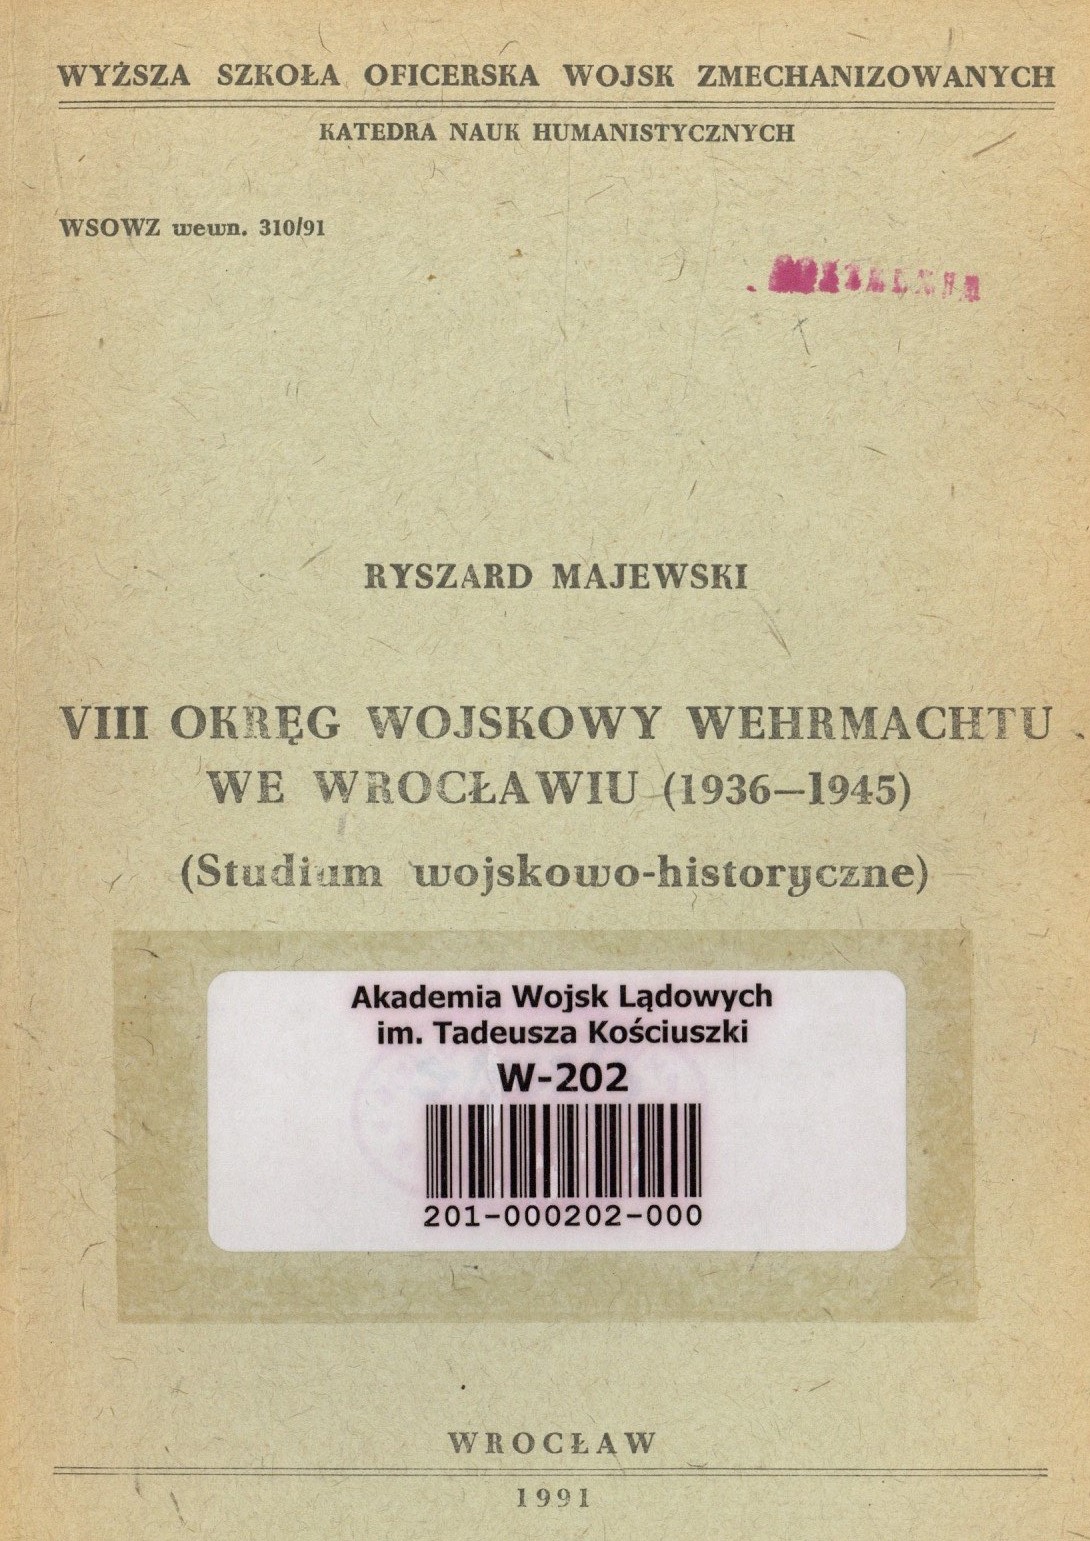 WYŻSZA SZKOŁA OFICERSKA WOJSK ZMECHANIZOWANYCH
KATEDRA NAUK HUMANISTYCZNYCH
WSOWZ wewn. 310/91
RYSZARD MAJEWSKI
VIII OKRĘG WOJSKOWY WEHRMACHTU
WE WROCŁAWIU (1936—1945)
(Studium wojskowo-historyczne)
Akademia Wojsk Lądowych
im. Tadeusza Kościuszki
W-202
201-000202-000
WROCŁAW
1991